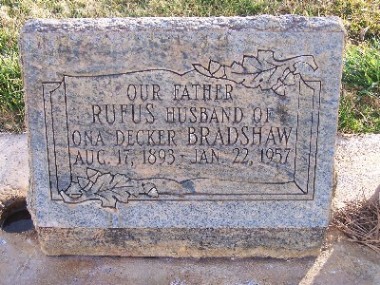 OUR FATHER
RUFUS HUSBAND OF
ONA DECKER BRADSHAW
AUG. 17, 1893 - JAN. 22, 1957